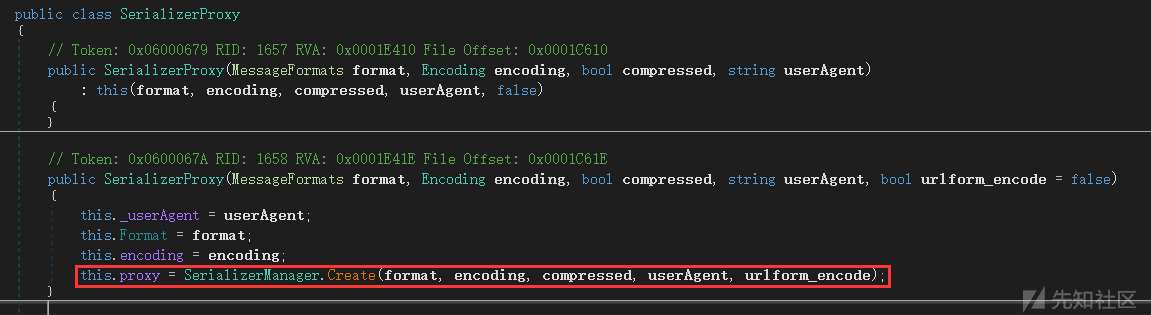 public class SerializerProxy
{
// Token: 0x06000679 RID: 1657 RVA: 0x0001E410 File Offset: 0x0001C610
public SerializerProxy(MessageFormats format, Encoding encoding, bool compressed, string userAgent)
: this(format, encoding, compressed, userAgent, false)
{
}
// Token: 0x0600067A RID: 1658 RVA: 0x0001E41E File Offset: 0x0001C61E
public SerializerProxy(MessageFormats format, Encoding encoding, bool compressed, string userAgent, bool urlform_encode = false)
{
this._userAgent = userAgent;
this.Format = format;
this.encoding = encoding;
this.proxy = SerializerManager.Create(format, encoding, compressed, userAgent, urlform_encode);
}
先知社区